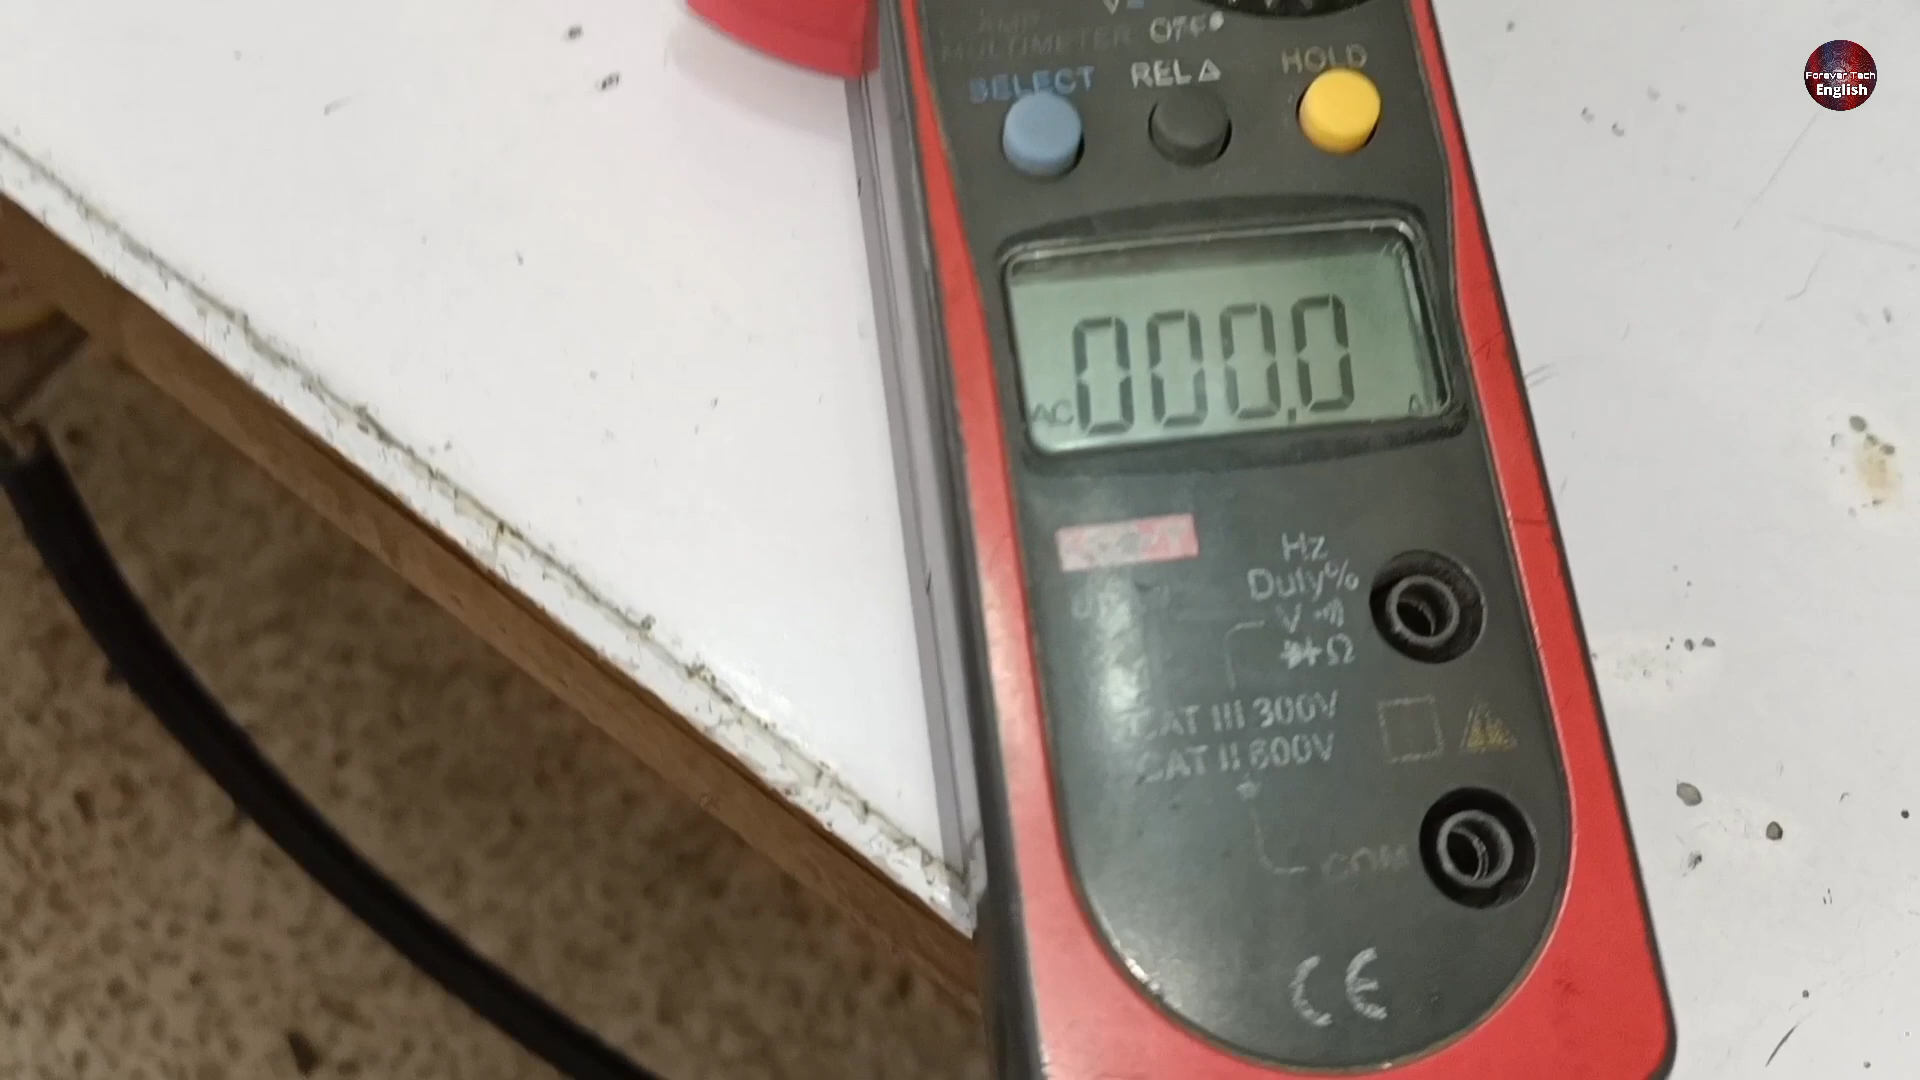 MULTIMETER OFF
SELECT REL△ HOLD
Forever Tech
English
AC 000.0 A
Hz
Duty%
V
Ω
CAT III 300V
CAT II 600V
COM
CE